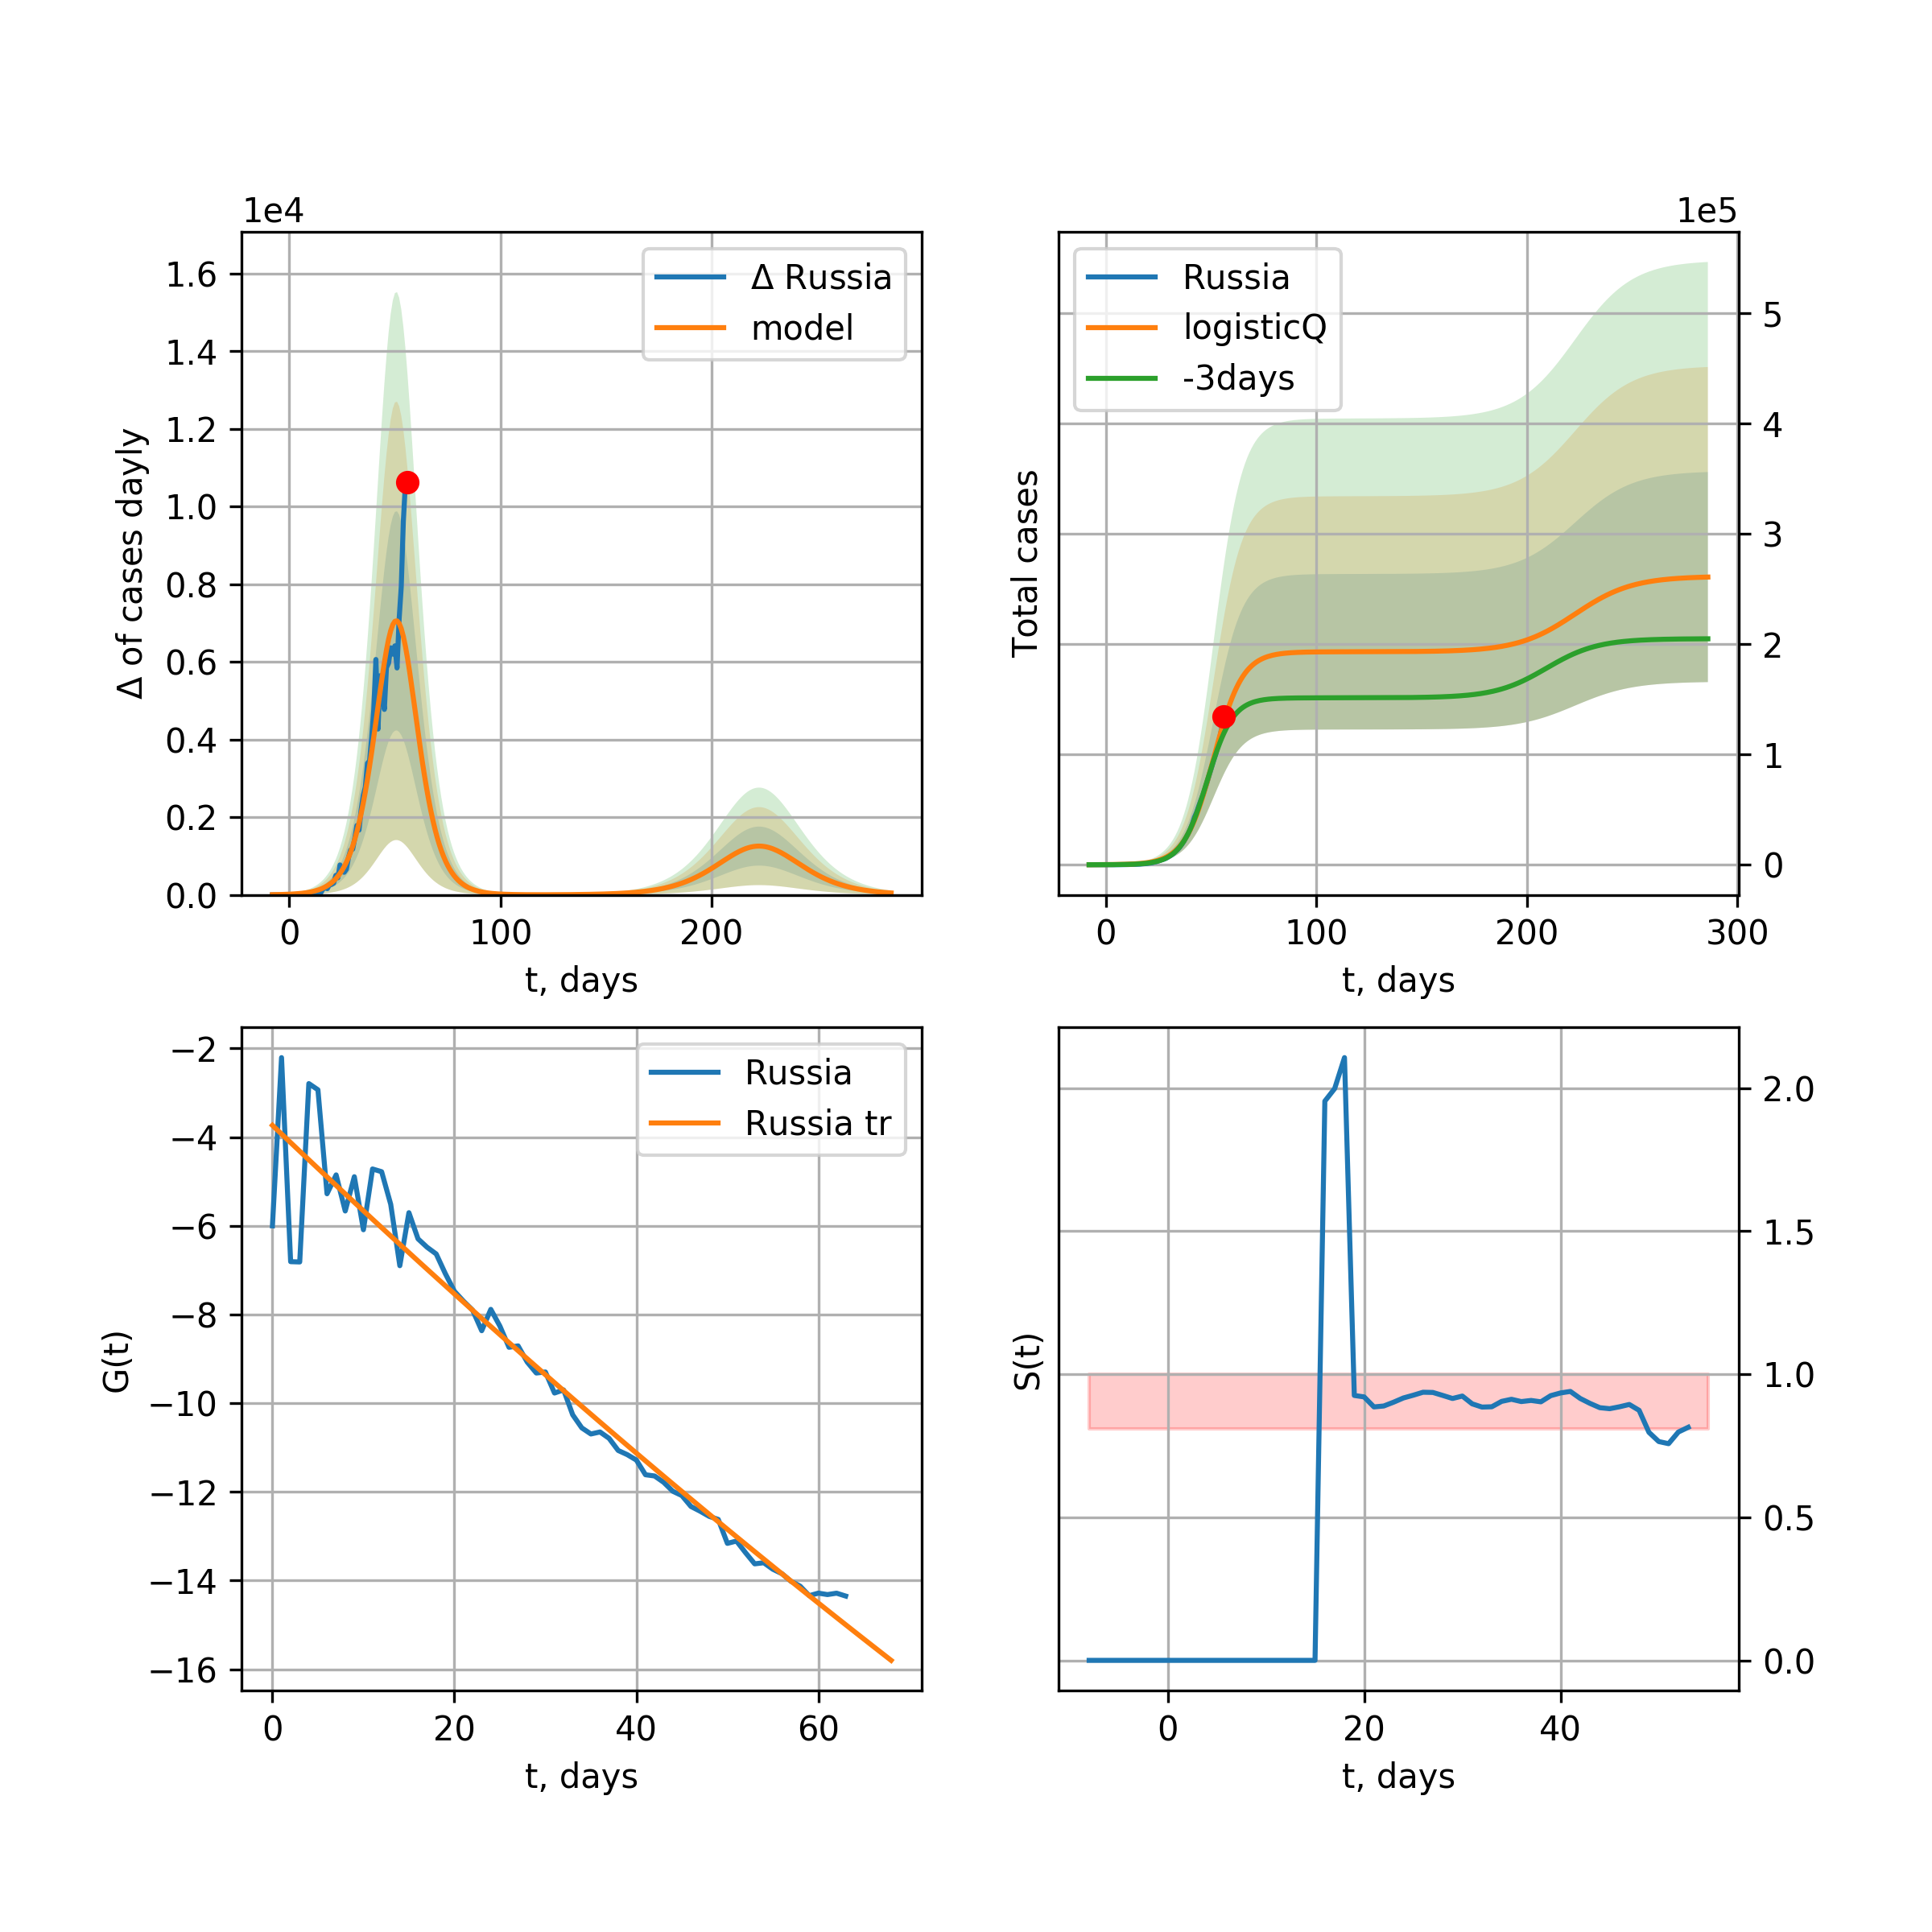 1e4
1.6
1.4
1.2
1.0
0.8
0.6
0.4
0.2
0.0
Δ of cases dayly
Δ Russia
model
0 100 200
t, days
1e5
Russia
logisticQ
-3days
Total cases
5
4
3
2
1
0
0 100 200 300
t, days
−2
−4
−6
−8
−10
−12
−14
−16
G(t)
Russia
Russia tr
0 20 40 60
t, days
S(t)
2.0
1.5
1.0
0.5
0.0
0 20 40
t, days